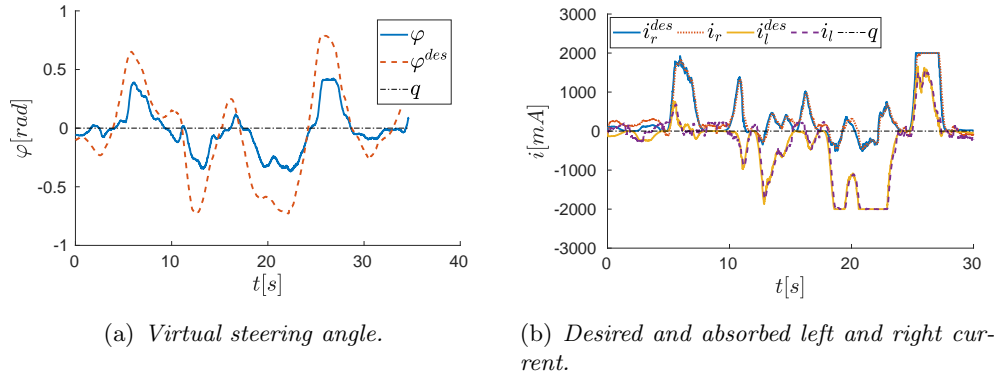 1
0.5
0
-0.5
-1
φ[rad]
0
10
20
30
40
t[s]
φ
φ^{des}
q
3000
2000
1000
0
-1000
-2000
-3000
i[mA]
0
10
20
30
t[s]
i_r^{des} i_r i_l^{des} i_l q
(a) Virtual steering angle.
(b) Desired and absorbed left and right cur-
rent.